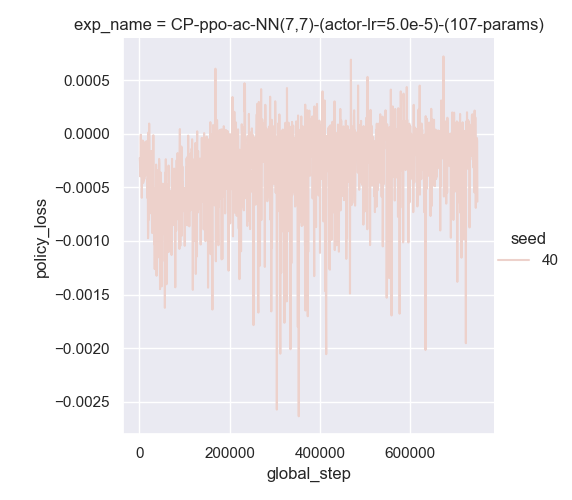 exp_name = CP-ppo-ac-NN(7,7)-(actor-lr=5.0e-5)-(107-params)
0.0005
0.0000
−0.0005
−0.0010
−0.0015
−0.0020
−0.0025
policy_loss
0 200000 400000 600000
global_step
seed
40